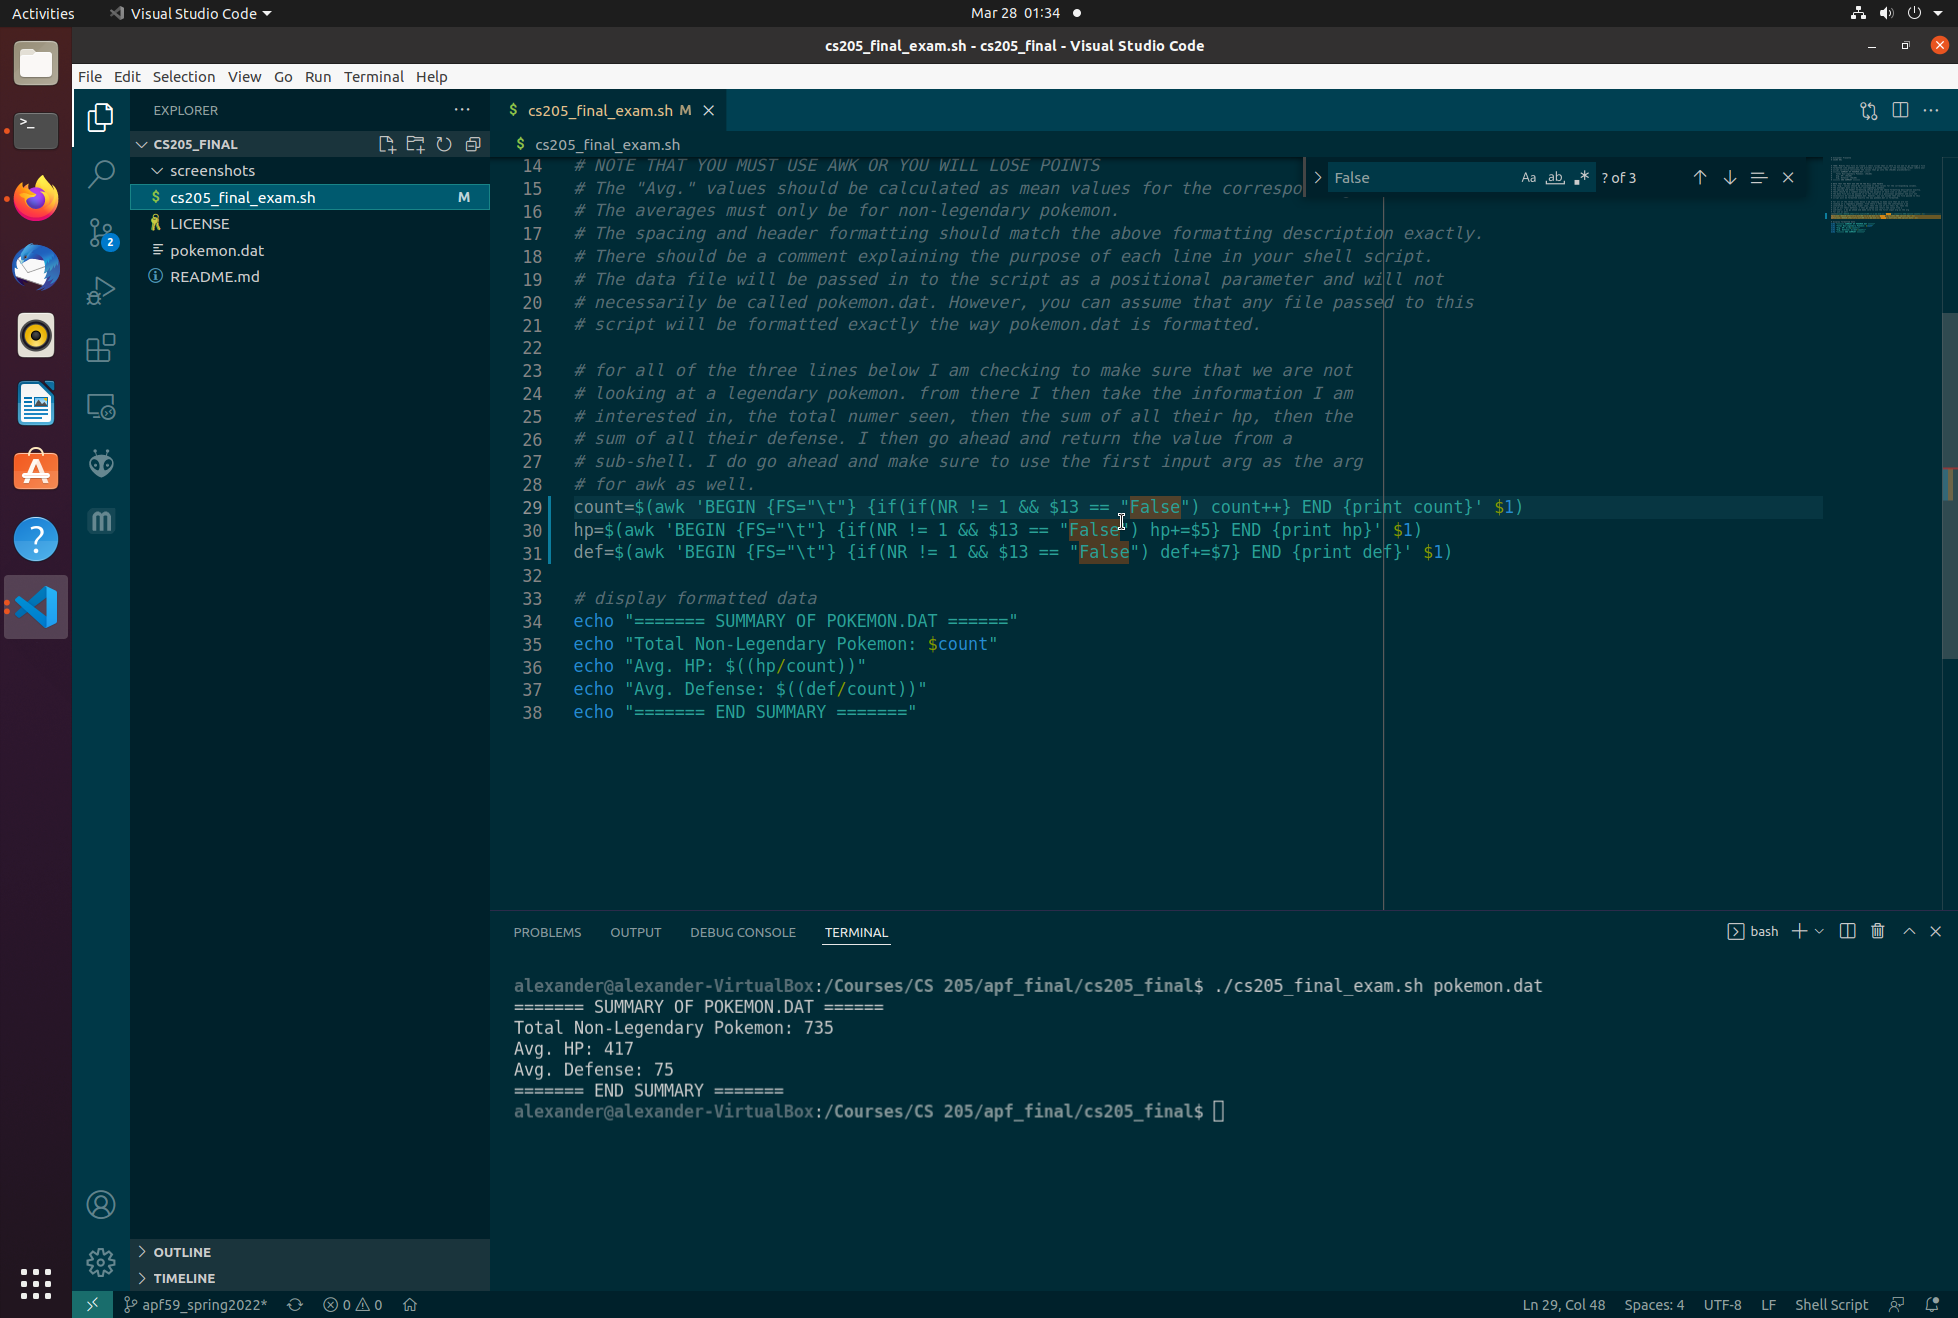 Activities
Visual Studio Code
Mar 28 01:34
cs205_final_exam.sh - cs205_final - Visual Studio Code
File Edit Selection View Go Run Terminal Help
EXPLORER
CS205_FINAL
screenshots
$ cs205_final_exam.sh M
LICENSE
pokemon.dat
README.md
2
OUTLINE
TIMELINE
$ cs205_final_exam.sh M
$ cs205_final_exam.sh
False
Aa
ab
? of 3
14 # NOTE THAT YOU MUST USE AWK OR YOU WILL LOSE POINTS
15 # The "Avg." values should be calculated as mean values for the correspo
16 # The averages must only be for non-legendary pokemon.
17 # The spacing and header formatting should match the above formatting description exactly.
18 # There should be a comment explaining the purpose of each line in your shell script.
19 # The data file will be passed in to the script as a positional parameter and will not
20 # necessarily be called pokemon.dat. However, you can assume that any file passed to this
21 # script will be formatted exactly the way pokemon.dat is formatted.
22
23 # for all of the three lines below I am checking to make sure that we are not
24 # looking at a legendary pokemon. from there I then take the information I am
25 # interested in, the total numer seen, then the sum of all their hp, then the
26 # sum of all their defense. I then go ahead and return the value from a
27 # sub-shell. I do go ahead and make sure to use the first input arg as the arg
28 # for awk as well.
29 count=$(awk 'BEGIN {FS="\t"} {if(if(NR != 1 && $13 == "False") count++} END {print count}' $1)
30 hp=$(awk 'BEGIN {FS="\t"} {if(NR != 1 && $13 == "False") hp+=$5} END {print hp}' $1)
31 def=$(awk 'BEGIN {FS="\t"} {if(NR != 1 && $13 == "False") def+=$7} END {print def}' $1)
32
33 # display formatted data
34 echo "======= SUMMARY OF POKEMON.DAT ======"
35 echo "Total Non-Legendary Pokemon: $count"
36 echo "Avg. HP: $((hp/count))"
37 echo "Avg. Defense: $((def/count))"
38 echo "======= END SUMMARY ======="
PROBLEMS OUTPUT DEBUG CONSOLE TERMINAL
bash
alexander@alexander-VirtualBox:/Courses/CS 205/apf_final/cs205_final$ ./cs205_final_exam.sh pokemon.dat
======= SUMMARY OF POKEMON.DAT ======
Total Non-Legendary Pokemon: 735
Avg. HP: 417
Avg. Defense: 75
======= END SUMMARY =======
alexander@alexander-VirtualBox:/Courses/CS 205/apf_final/cs205_final$
apf59_spring2022*
0 0
Ln 29, Col 48 Spaces: 4 UTF-8 LF Shell Script